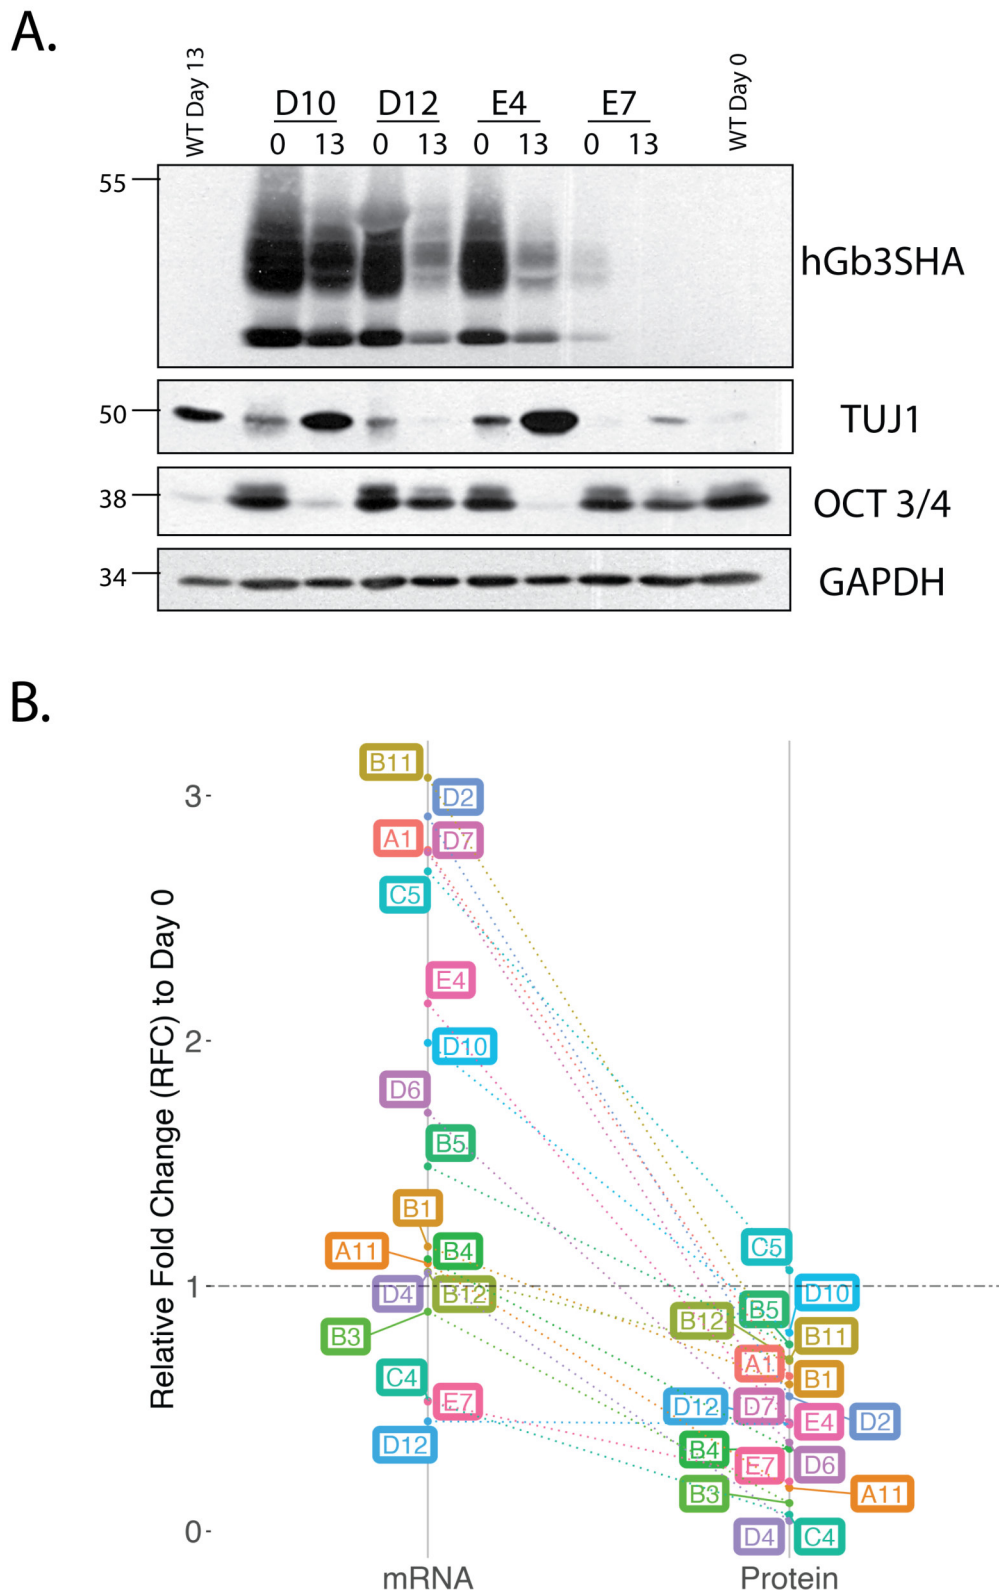 A.
WT Day 13
D10 D12 E4 E7
WT Day 0
0 13 0 13 0 13 0 13
55
hGb3SHA
50
TUJ1
38
OCT 3/4
34
GAPDH
B.
Relative Fold Change (RFC) to Day 0
B11
3
D2
A1 D7
C5
E4
2
D10
D6
B5
B1
A11 B4
C5
1
D4 B12
D10
B5
B12
B3
B11
A1
C4
B1
E7
D12 D7
E4 D2
D12
B4
E7 D6
B3
A11
0
D4 C4
mRNA Protein